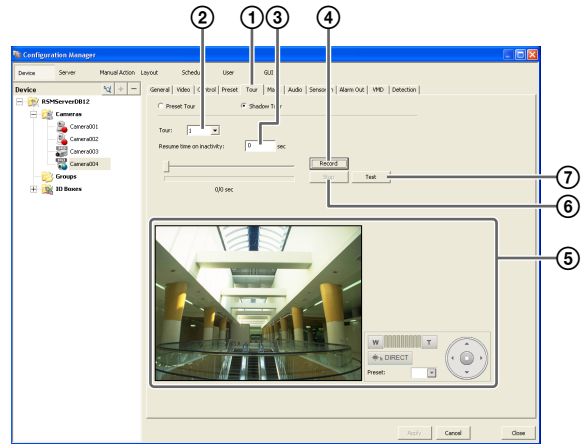 ② ① ③ ④
Configuration Manager
Device Server Manual Action Layout Schedu User GUI
Device
General Video Control Preset Tour Ma Audio Sensor In Alarm Out VMD Detection
RSMServerDB12
Cameras
Camera001
Camera002
Camera003
Camera004
Groups
IO Boxes
Preset Tour Shadow Tour
Tour: 1
Resume time on inactivity: 0 sec
Record
Stop Test
0/0 sec
⑦
⑥
⑤
W T
DIRECT
Preset:
Apply Cancel Close